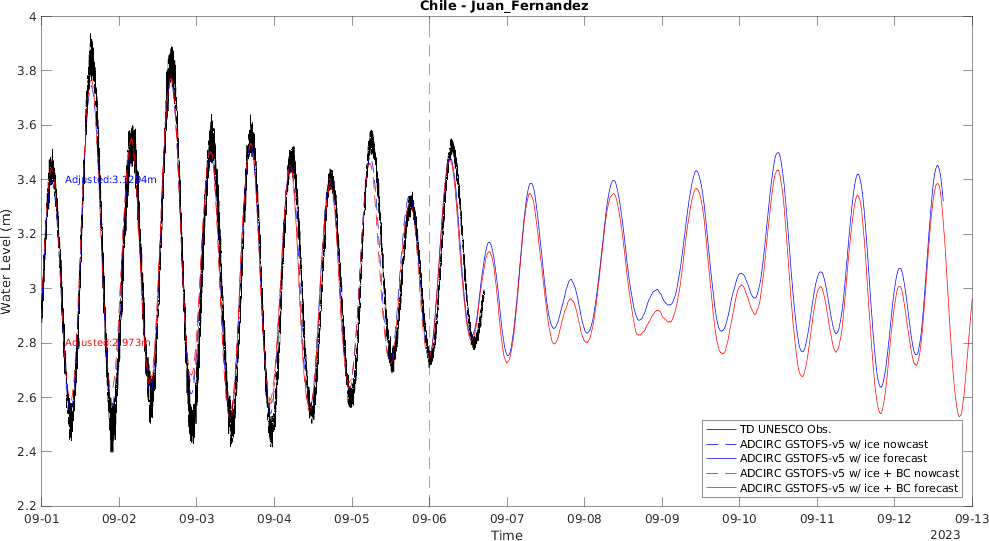 Chile - Juan_Fernandez
4
3.8
3.6
3.4
3.2
3
2.8
2.6
2.4
2.2
Water Level (m)
Adjusted:3.1294m
Adjusted:2.973m
TD UNESCO Obs.
ADCIRC GSTOFS-v5 w/ ice nowcast
ADCIRC GSTOFS-v5 w/ ice forecast
ADCIRC GSTOFS-v5 w/ ice + BC nowcast
ADCIRC GSTOFS-v5 w/ ice + BC forecast
09-01 09-02 09-03 09-04 09-05 09-06 09-07 09-08 09-09 09-10 09-11 09-12 09-13
Time
2023